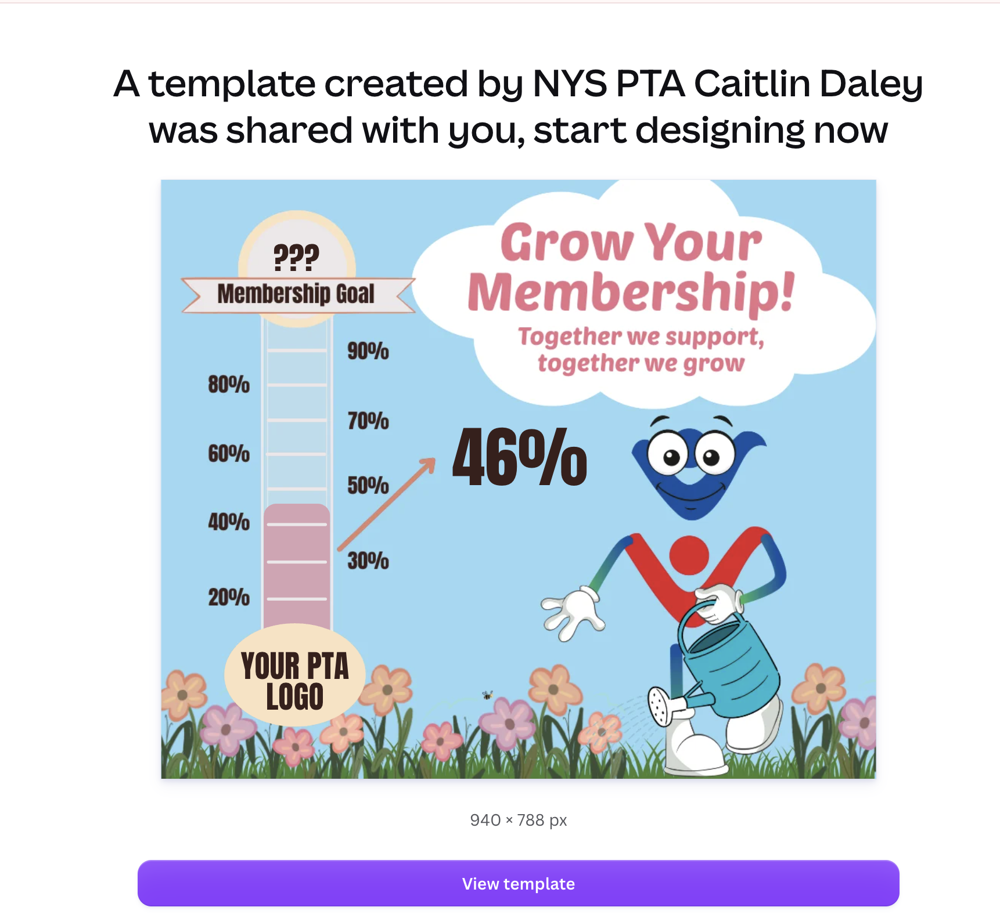 A template created by NYS PTA Caitlin Daley
was shared with you, start designing now
???
Membership Goal
Grow Your
Membership!
Together we support,
together we grow
90%
80%
70%
60%
50%
40%
30%
20%
46%
YOUR PTA
LOGO
940 × 788 px
View template